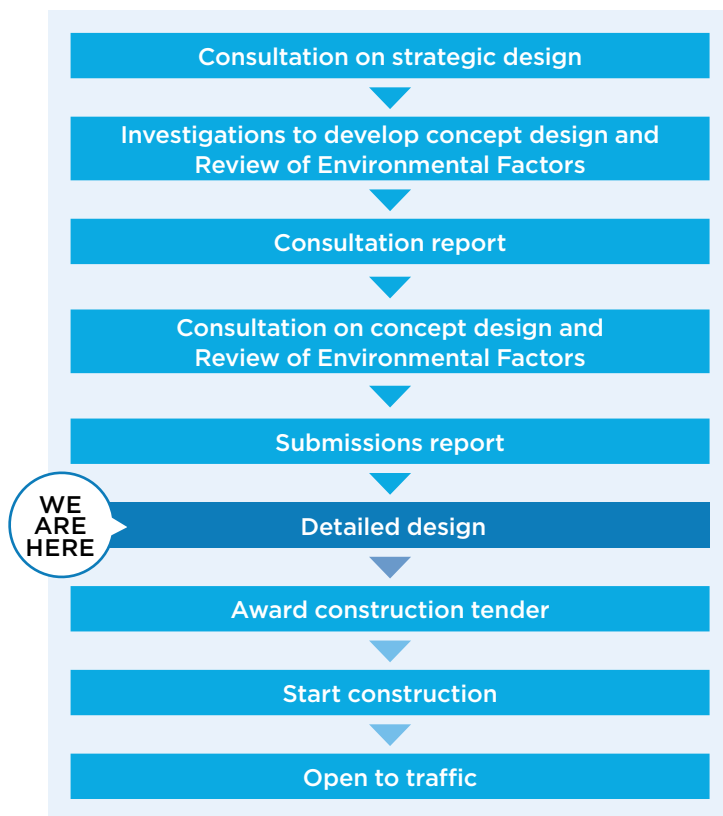 Consultation on strategic design
Investigations to develop concept design and
Review of Environmental Factors
Consultation report
Consultation on concept design and
Review of Environmental Factors
Submissions report
WE
ARE
HERE
Detailed design
Award construction tender
Start construction
Open to traffic